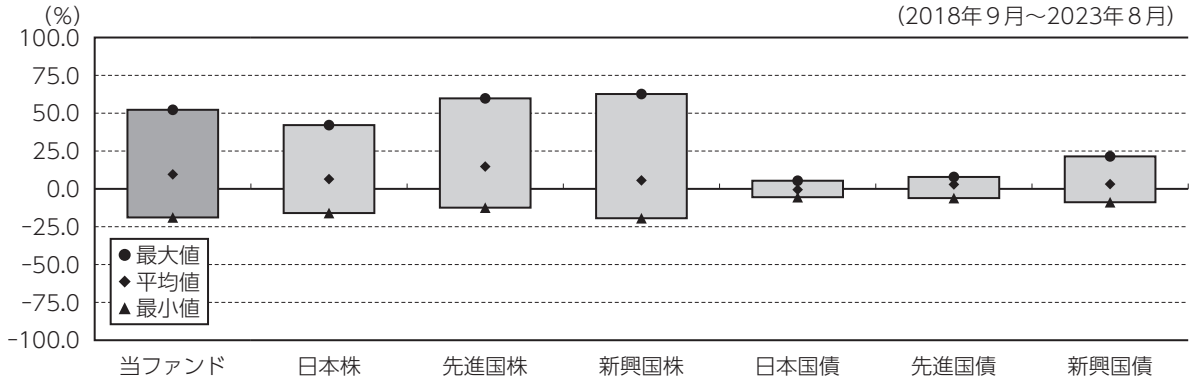 (%)
(2018年9月~2023年8月)
100.0
75.0
50.0
25.0
0.0
-25.0
-50.0
-75.0
-100.0
●最大値
◆平均値
▲最小値
当ファンド 日本株 先進国株 新興国株 日本国債 先進国債 新興国債